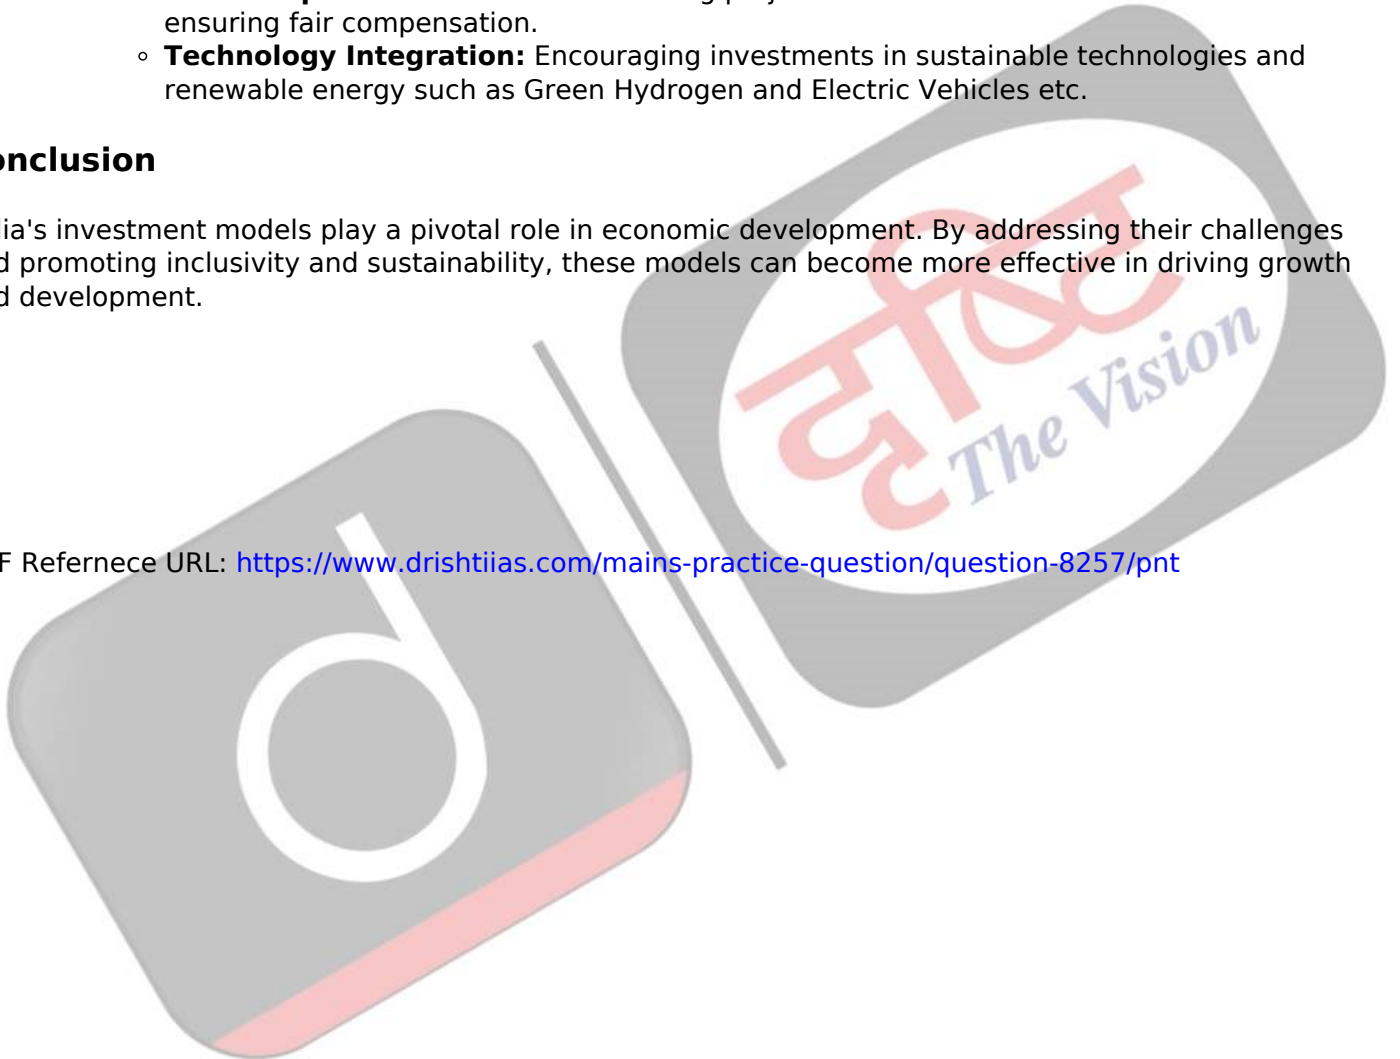 ensuring fair compensation.
Technology Integration: Encouraging investments in sustainable technologies and
renewable energy such as Green Hydrogen and Electric Vehicles etc.
onclusion
lia's investment models play a pivotal role in economic development. By addressing their challenges
d promoting inclusivity and sustainability, these models can become more effective in driving growth
d development.
दृष्टि
The Vision
F Refernece URL: https://www.drishtiias.com/mains-practice-question/question-8257/pnt